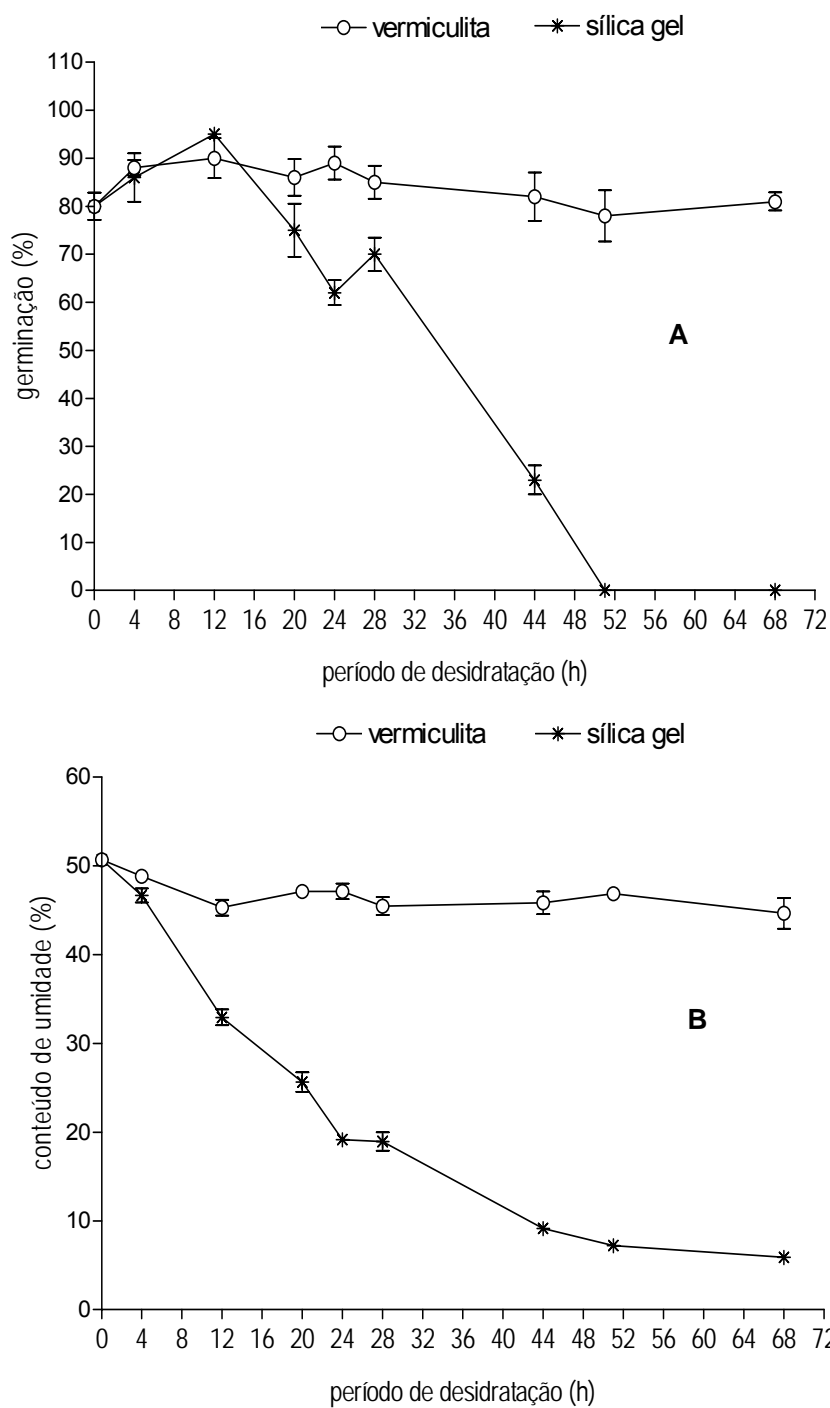 vermiculita sílica gel
110
100
90
80
70
60
50
40
30
20
10
0
germinação (%)
A
0 4 8 12 16 20 24 28 32 36 40 44 48 52 56 60 64 68 72
período de desidratação (h)
vermiculita sílica gel
60
50
40
30
20
10
0
conteúdo de umidade (%)
B
0 4 8 12 16 20 24 28 32 36 40 44 48 52 56 60 64 68 72
período de desidratação (h)